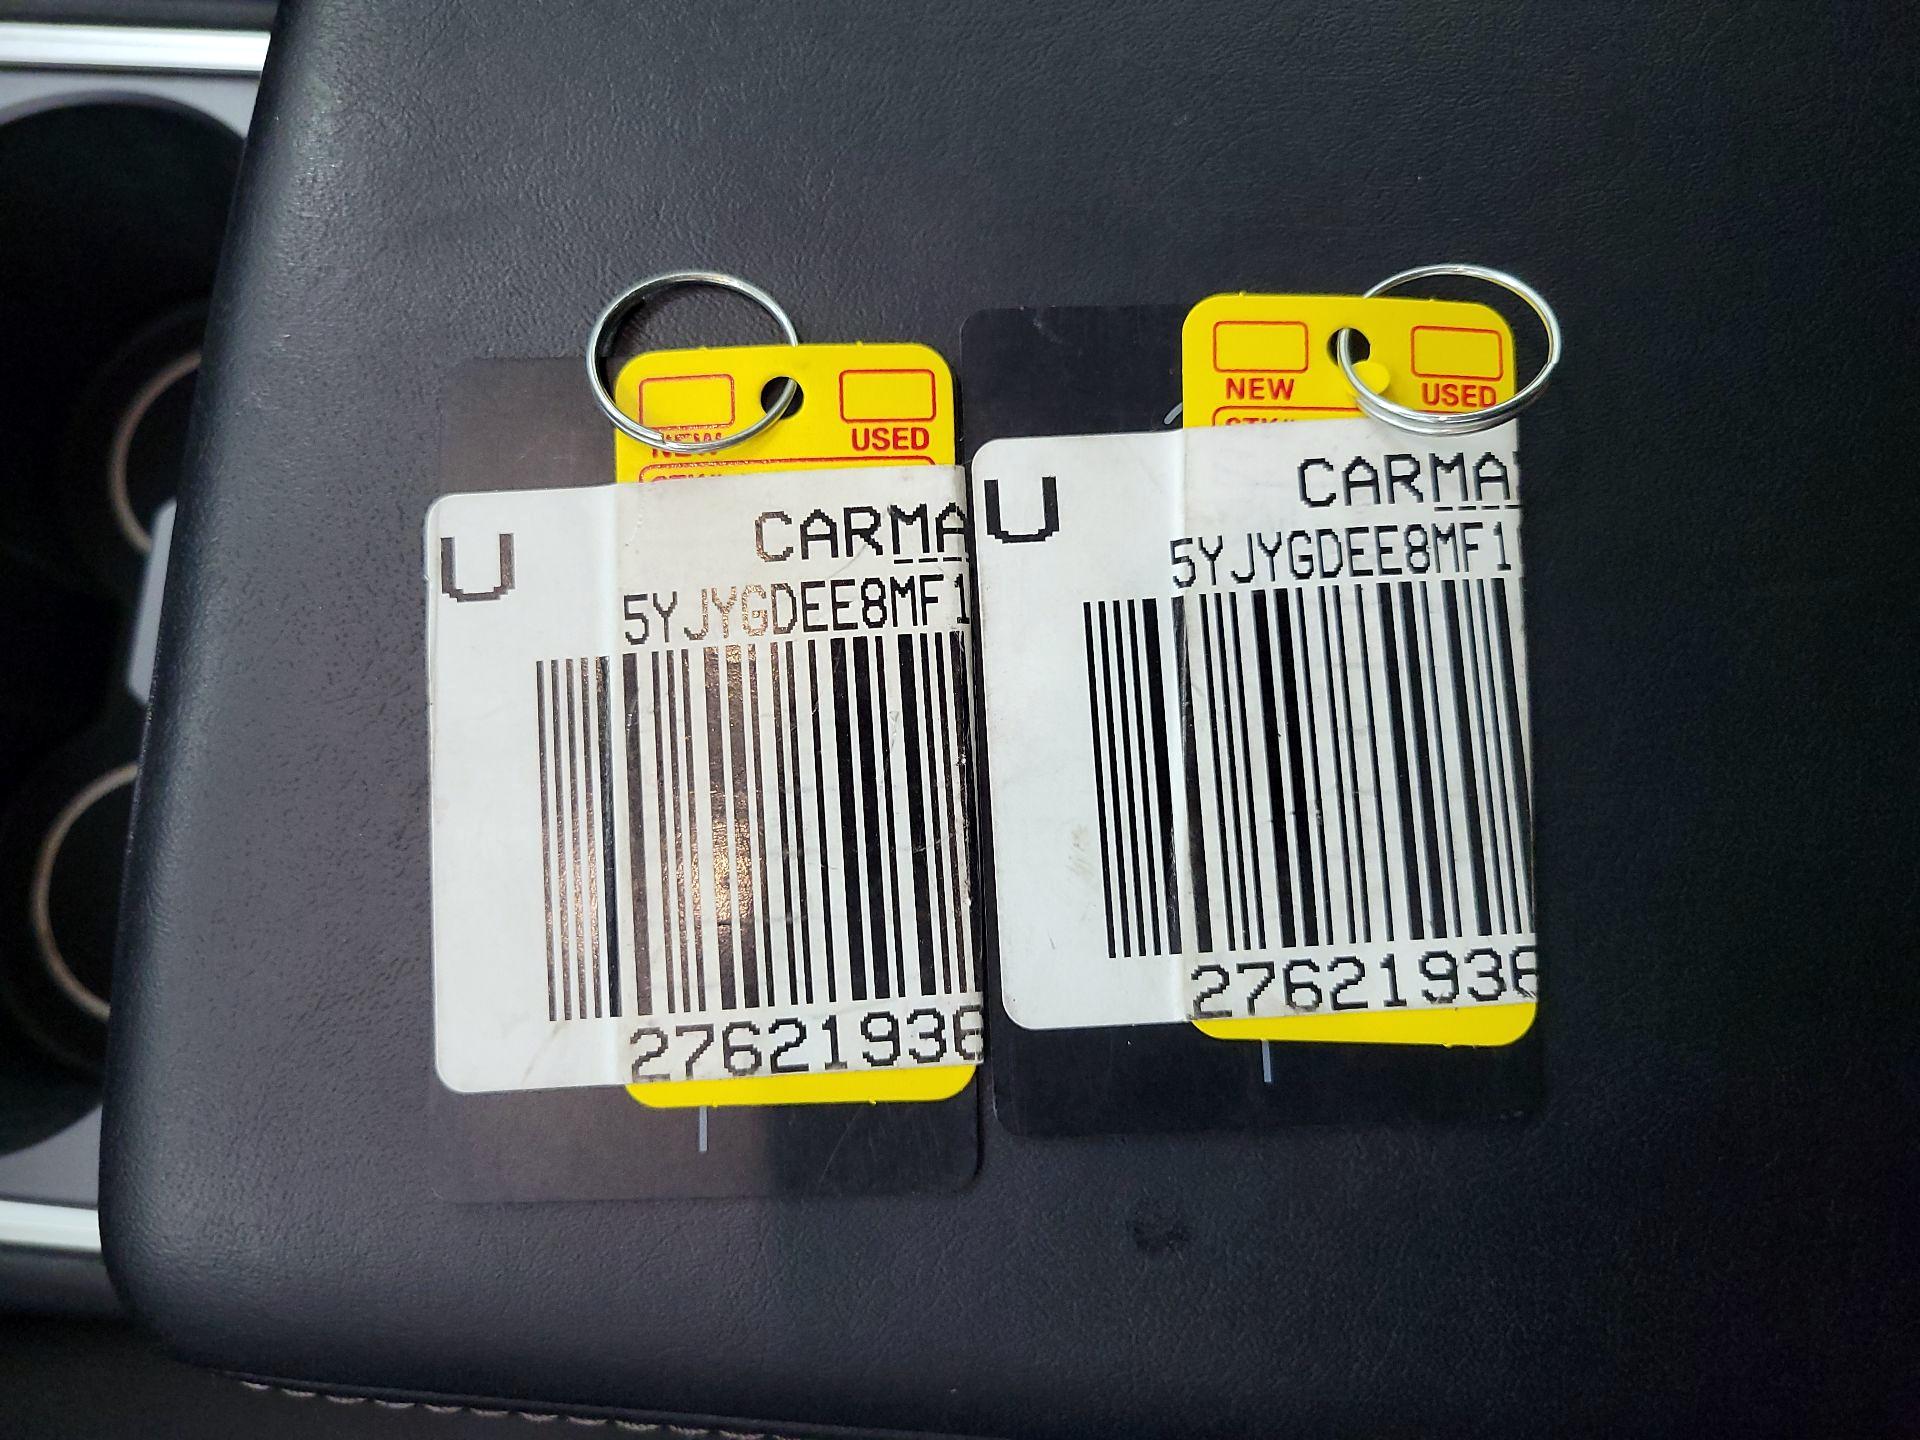 NEW USED
U
CARMA
5YJYGDEE8MF1
27621936
NEW USED
U
CARMA
5YJYGDEE8MF1
27621936